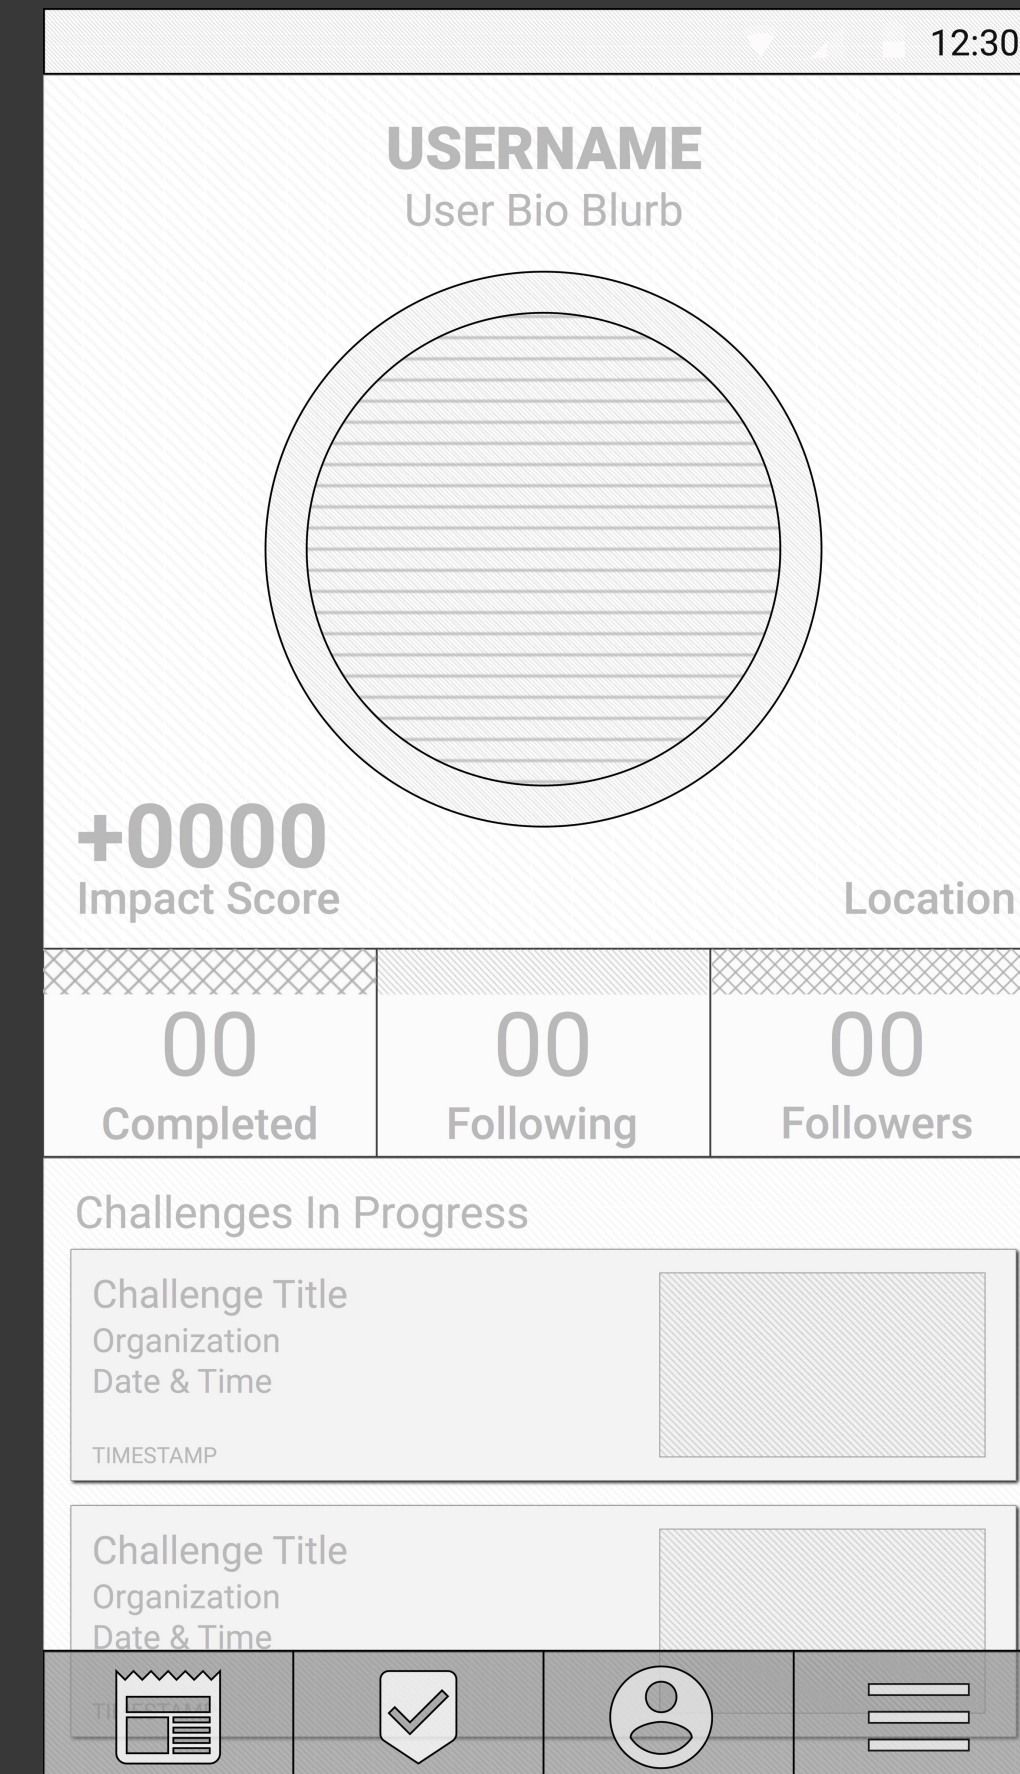 12:30
USERNAME
User Bio Blurb
+0000
Impact Score
Location
00
Completed
00
Following
00
Followers
Challenges In Progress
Challenge Title
Organization
Date & Time
TIMESTAMP
Challenge Title
Organization
Date & Time
TIMESTAMP